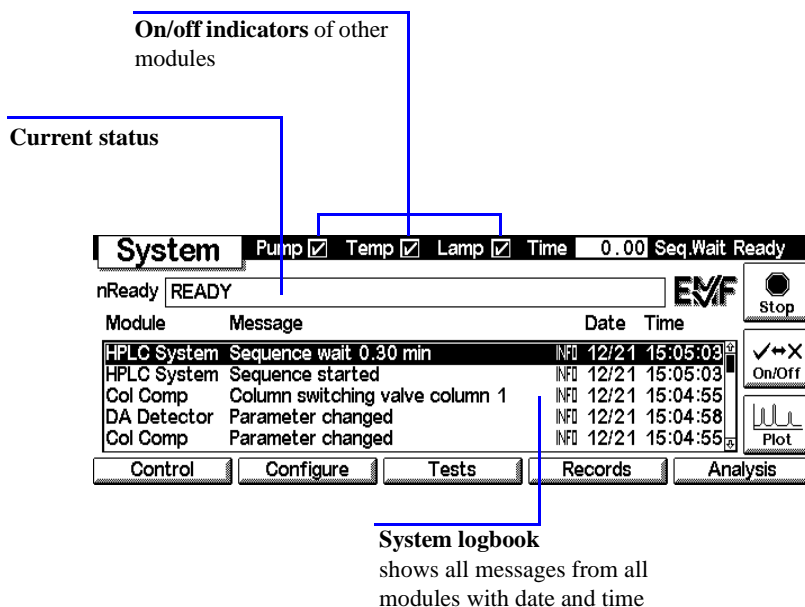 On/off indicators of other
modules
Current status
System Pump Temp Lamp Time 0.00 Seq.Wait Ready
nReady READY EMF Stop
Module Message Date Time
HPLC System Sequence wait 0.30 min INFO 12/21 15:05:03
HPLC System Sequence started INFO 12/21 15:05:03
Col Comp Column switching valve column 1 INFO 12/21 15:04:55
DA Detector Parameter changed INFO 12/21 15:04:58
Col Comp Parameter changed INFO 12/21 15:04:55
On/Off
Plot
Control Configure Tests Records Analysis
System logbook
shows all messages from all
modules with date and time